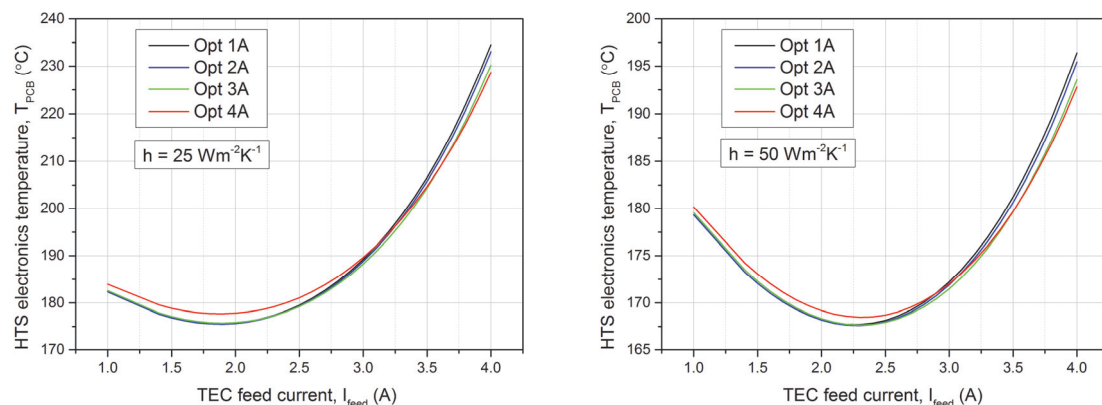 240
230
220
210
200
190
180
170
HTS electronics temperature, T_PCB (°C)
Opt 1A
Opt 2A
Opt 3A
Opt 4A
h = 25 Wm⁻²K⁻¹
1.0 1.5 2.0 2.5 3.0 3.5 4.0
TEC feed current, I_feed (A)
200
195
190
185
180
175
170
165
HTS electronics temperature, T_PCB (°C)
Opt 1A
Opt 2A
Opt 3A
Opt 4A
h = 50 Wm⁻²K⁻¹
1.0 1.5 2.0 2.5 3.0 3.5 4.0
TEC feed current, I_feed (A)